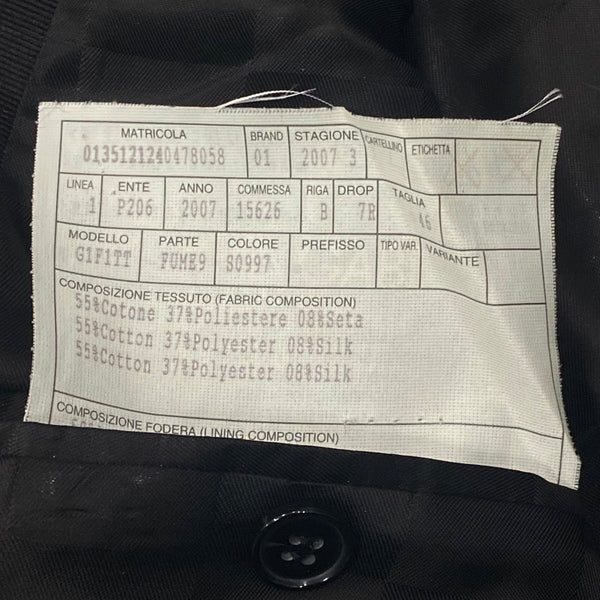 MATRICOLA BRAND STAGIONE CARTELLINO ETICHETTA
0135121240478058 01 2007 3
LINEA ENTE ANNO COMMESSA RIGA DROP TAGLIA
1 P206 2007 15626 B 7R 46
MODELLO PARTE COLORE PREFISSO TIPO VAR. VARIANTE
G1F1TT FUME9 S0997
COMPOSIZIONE TESSUTO (FABRIC COMPOSITION)
55%Cotone 37%Poliestere 08%Seta
55%Cotton 37%Polyester 08%Silk
55%Cotton 37%Polyester 08%Silk
COMPOSIZIONE FODERA (LINING COMPOSITION)